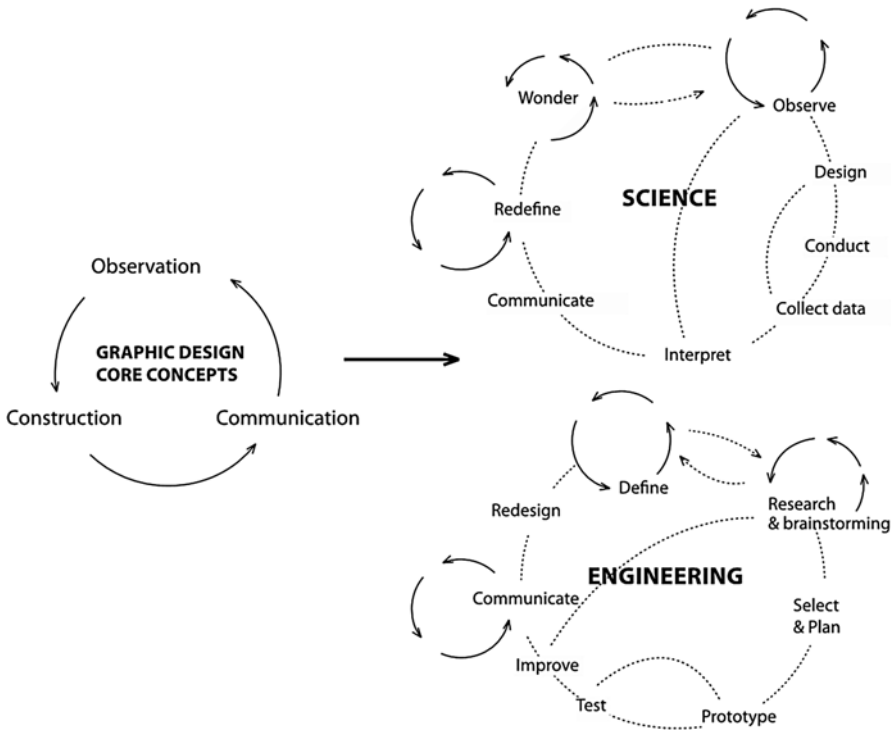 Observation
GRAPHIC DESIGN
CORE CONCEPTS
Construction
Communication
Wonder
Observe
Design
Redefine
SCIENCE
Conduct
Communicate
Collect data
Interpret
Define
Research
& brainstorming
Redesign
ENGINEERING
Communicate
Select
& Plan
Improve
Test
Prototype